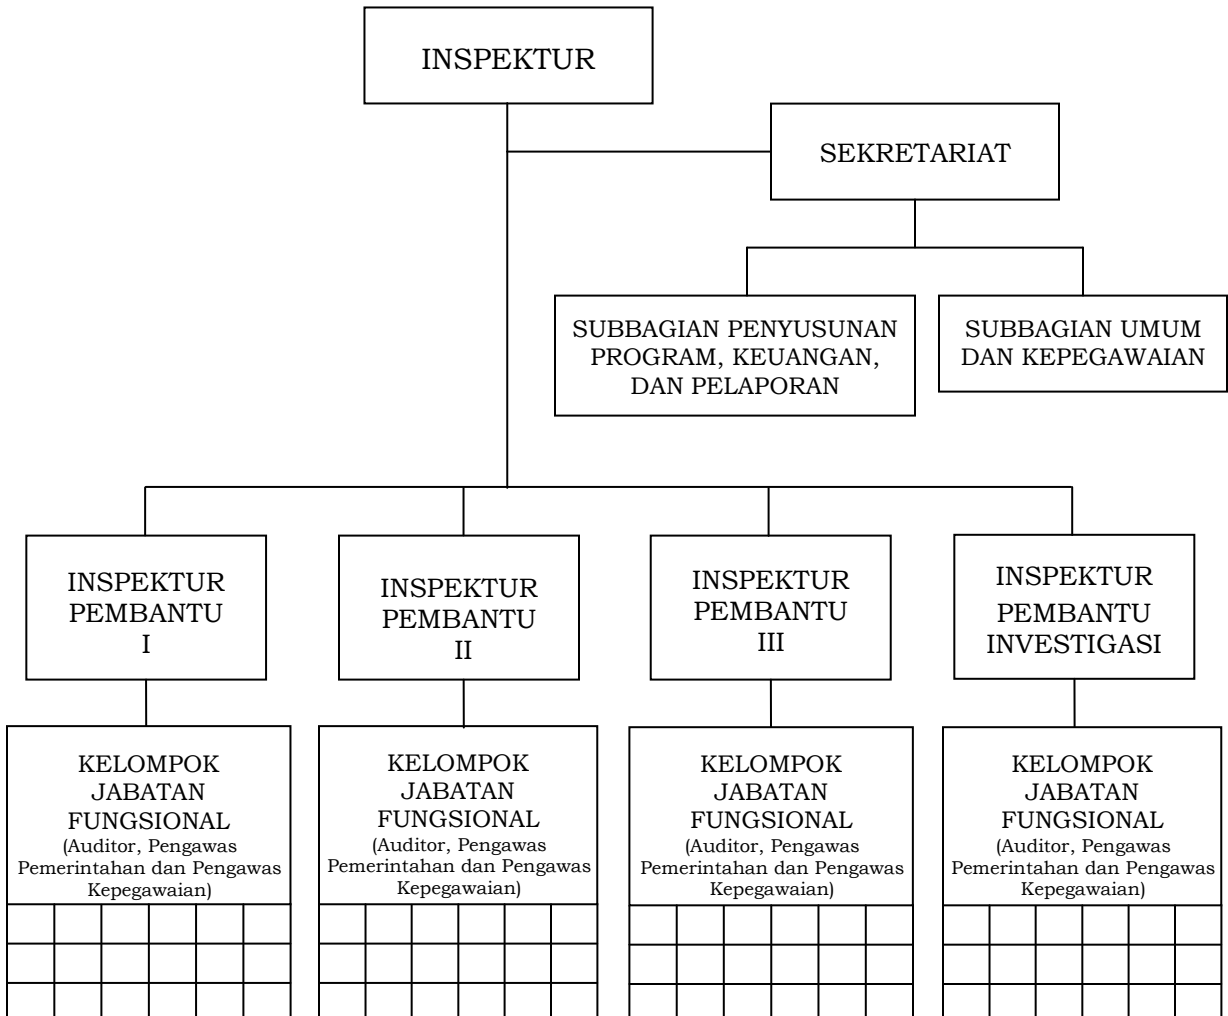 INSPEKTUR
SEKRETARIAT
SUBBAGIAN PENYUSUNAN
PROGRAM, KEUANGAN,
DAN PELAPORAN
SUBBAGIAN UMUM
DAN KEPEGAWAIAN
INSPEKTUR
PEMBANTU
I
INSPEKTUR
PEMBANTU
II
INSPEKTUR
PEMBANTU
III
INSPEKTUR
PEMBANTU
INVESTIGASI
KELOMPOK
JABATAN
FUNGSIONAL
(Auditor, Pengawas
Pemerintahan dan Pengawas
Kepegawaian)
KELOMPOK
JABATAN
FUNGSIONAL
(Auditor, Pengawas
Pemerintahan dan Pengawas
Kepegawaian)
KELOMPOK
JABATAN
FUNGSIONAL
(Auditor, Pengawas
Pemerintahan dan Pengawas
Kepegawaian)
KELOMPOK
JABATAN
FUNGSIONAL
(Auditor, Pengawas
Pemerintahan dan Pengawas
Kepegawaian)